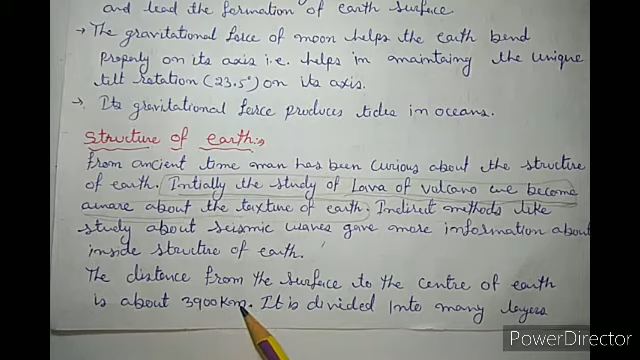 and lead the formation of earth surface
→ The gravitational force of moon helps the earth bend
properly on its axis i.e. helps in maintaing the unique
tilt rotation (23.5°) on its axis.
→ Its gravitational force produces tides in oceans.
Structure of earth:
From ancient time man has been curious about the structure
of earth. Intially the study of Lava of volcano we become
aware about the texture of earth. Indirect methods like
study about seismic waves gave more information about
inside structure of earth.
The distance from the surface to the centre of earth
is about 3900km. It is divided into many layers
PowerDirector